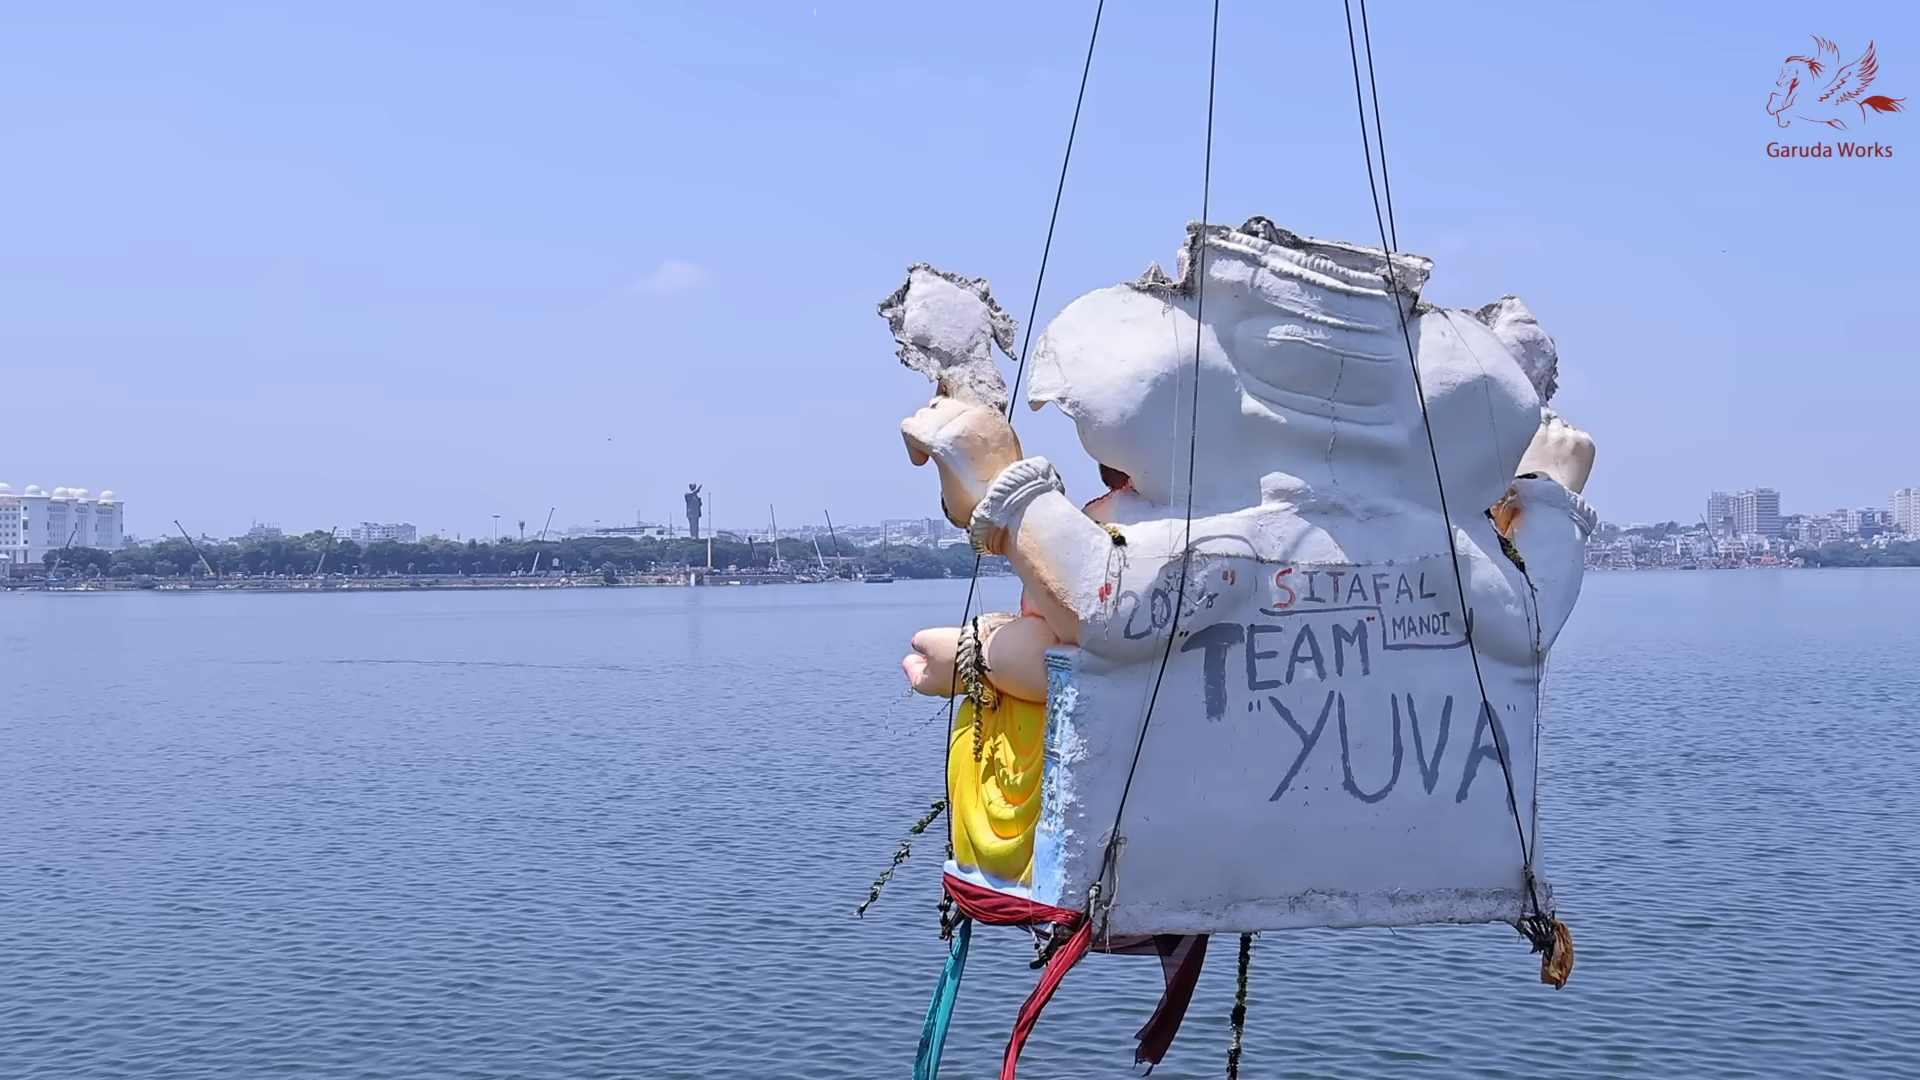 Garuda Works
SITAFAL
MANDI
"TEAM"
"YUVA"